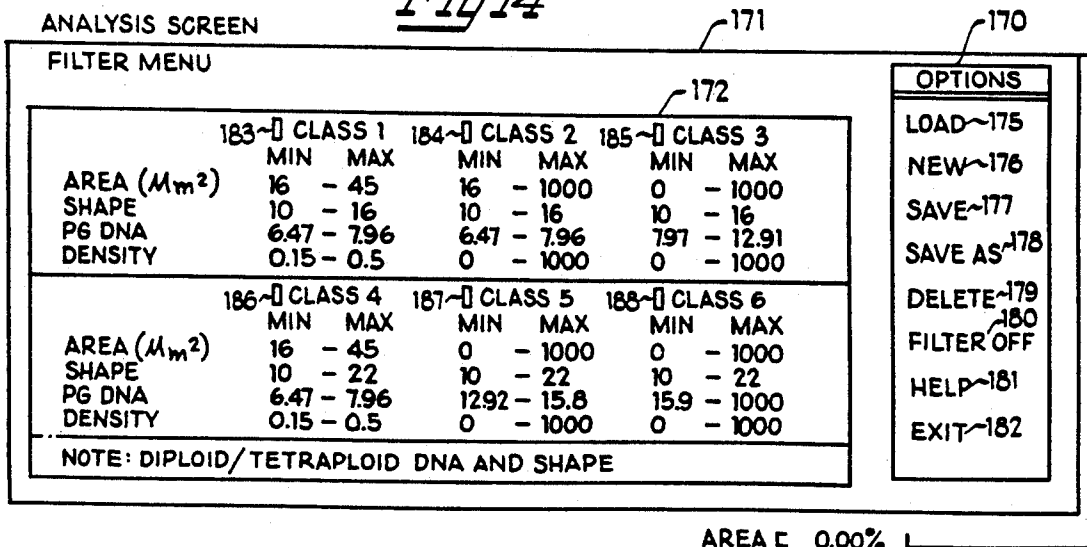 FIG 14
ANALYSIS SCREEN
171
170
FILTER MENU
172
OPTIONS
LOAD~175
NEW~176
SAVE~177
SAVE AS~178
DELETE~179
180
FILTER OFF
HELP~181
EXIT~182
183~▯ CLASS 1 184~▯ CLASS 2 185~▯ CLASS 3
MIN MAX MIN MAX MIN MAX
AREA (µm²) 16 – 45 16 – 1000 0 – 1000
SHAPE 10 – 16 10 – 16 10 – 16
PG DNA 6.47 – 7.96 6.47 – 7.96 7.97 – 12.91
DENSITY 0.15 – 0.5 0 – 1000 0 – 1000
186~▯ CLASS 4 187~▯ CLASS 5 188~▯ CLASS 6
MIN MAX MIN MAX MIN MAX
AREA (µm²) 16 – 45 0 – 1000 0 – 1000
SHAPE 10 – 22 10 – 22 10 – 22
PG DNA 6.47 – 7.96 12.92 – 15.8 15.9 – 1000
DENSITY 0.15 – 0.5 0 – 1000 0 – 1000
NOTE: DIPLOID/TETRAPLOID DNA AND SHAPE
AREA [ 0.00%